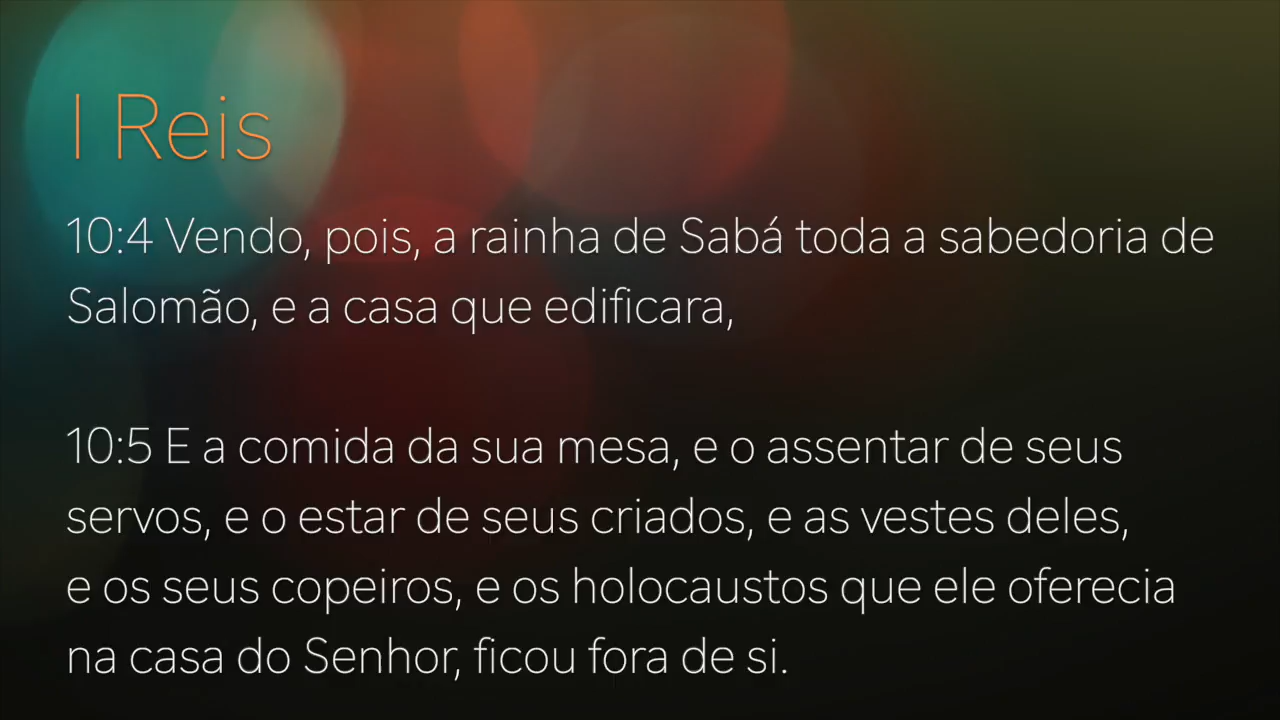 I Reis
10:4 Vendo, pois, a rainha de Sabá toda a sabedoria de
Salomão, e a casa que edificara,
10:5 E a comida da sua mesa, e o assentar de seus
servos, e o estar de seus criados, e as vestes deles,
e os seus copeiros, e os holocaustos que ele oferecia
na casa do Senhor, ficou fora de si.